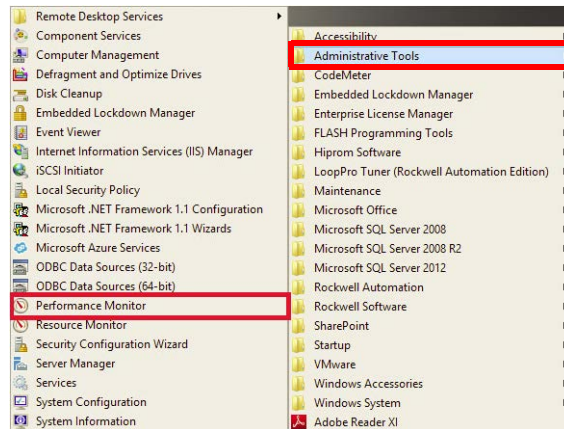 Remote Desktop Services
Component Services
Computer Management
Defragment and Optimize Drives
Disk Cleanup
Embedded Lockdown Manager
Event Viewer
Internet Information Services (IIS) Manager
iSCSI Initiator
Local Security Policy
Microsoft .NET Framework 1.1 Configuration
Microsoft .NET Framework 1.1 Wizards
Microsoft Azure Services
ODBC Data Sources (32-bit)
ODBC Data Sources (64-bit)
Performance Monitor
Resource Monitor
Security Configuration Wizard
Server Manager
Services
System Configuration
System Information
Accessibility
Administrative Tools
CodeMeter
Embedded Lockdown Manager
Enterprise License Manager
FLASH Programming Tools
Hiprom Software
LoopPro Tuner (Rockwell Automation Edition)
Maintenance
Microsoft Office
Microsoft SQL Server 2008
Microsoft SQL Server 2008 R2
Microsoft SQL Server 2012
Rockwell Automation
Rockwell Software
SharePoint
Startup
VMware
Windows Accessories
Windows System
Adobe Reader XI